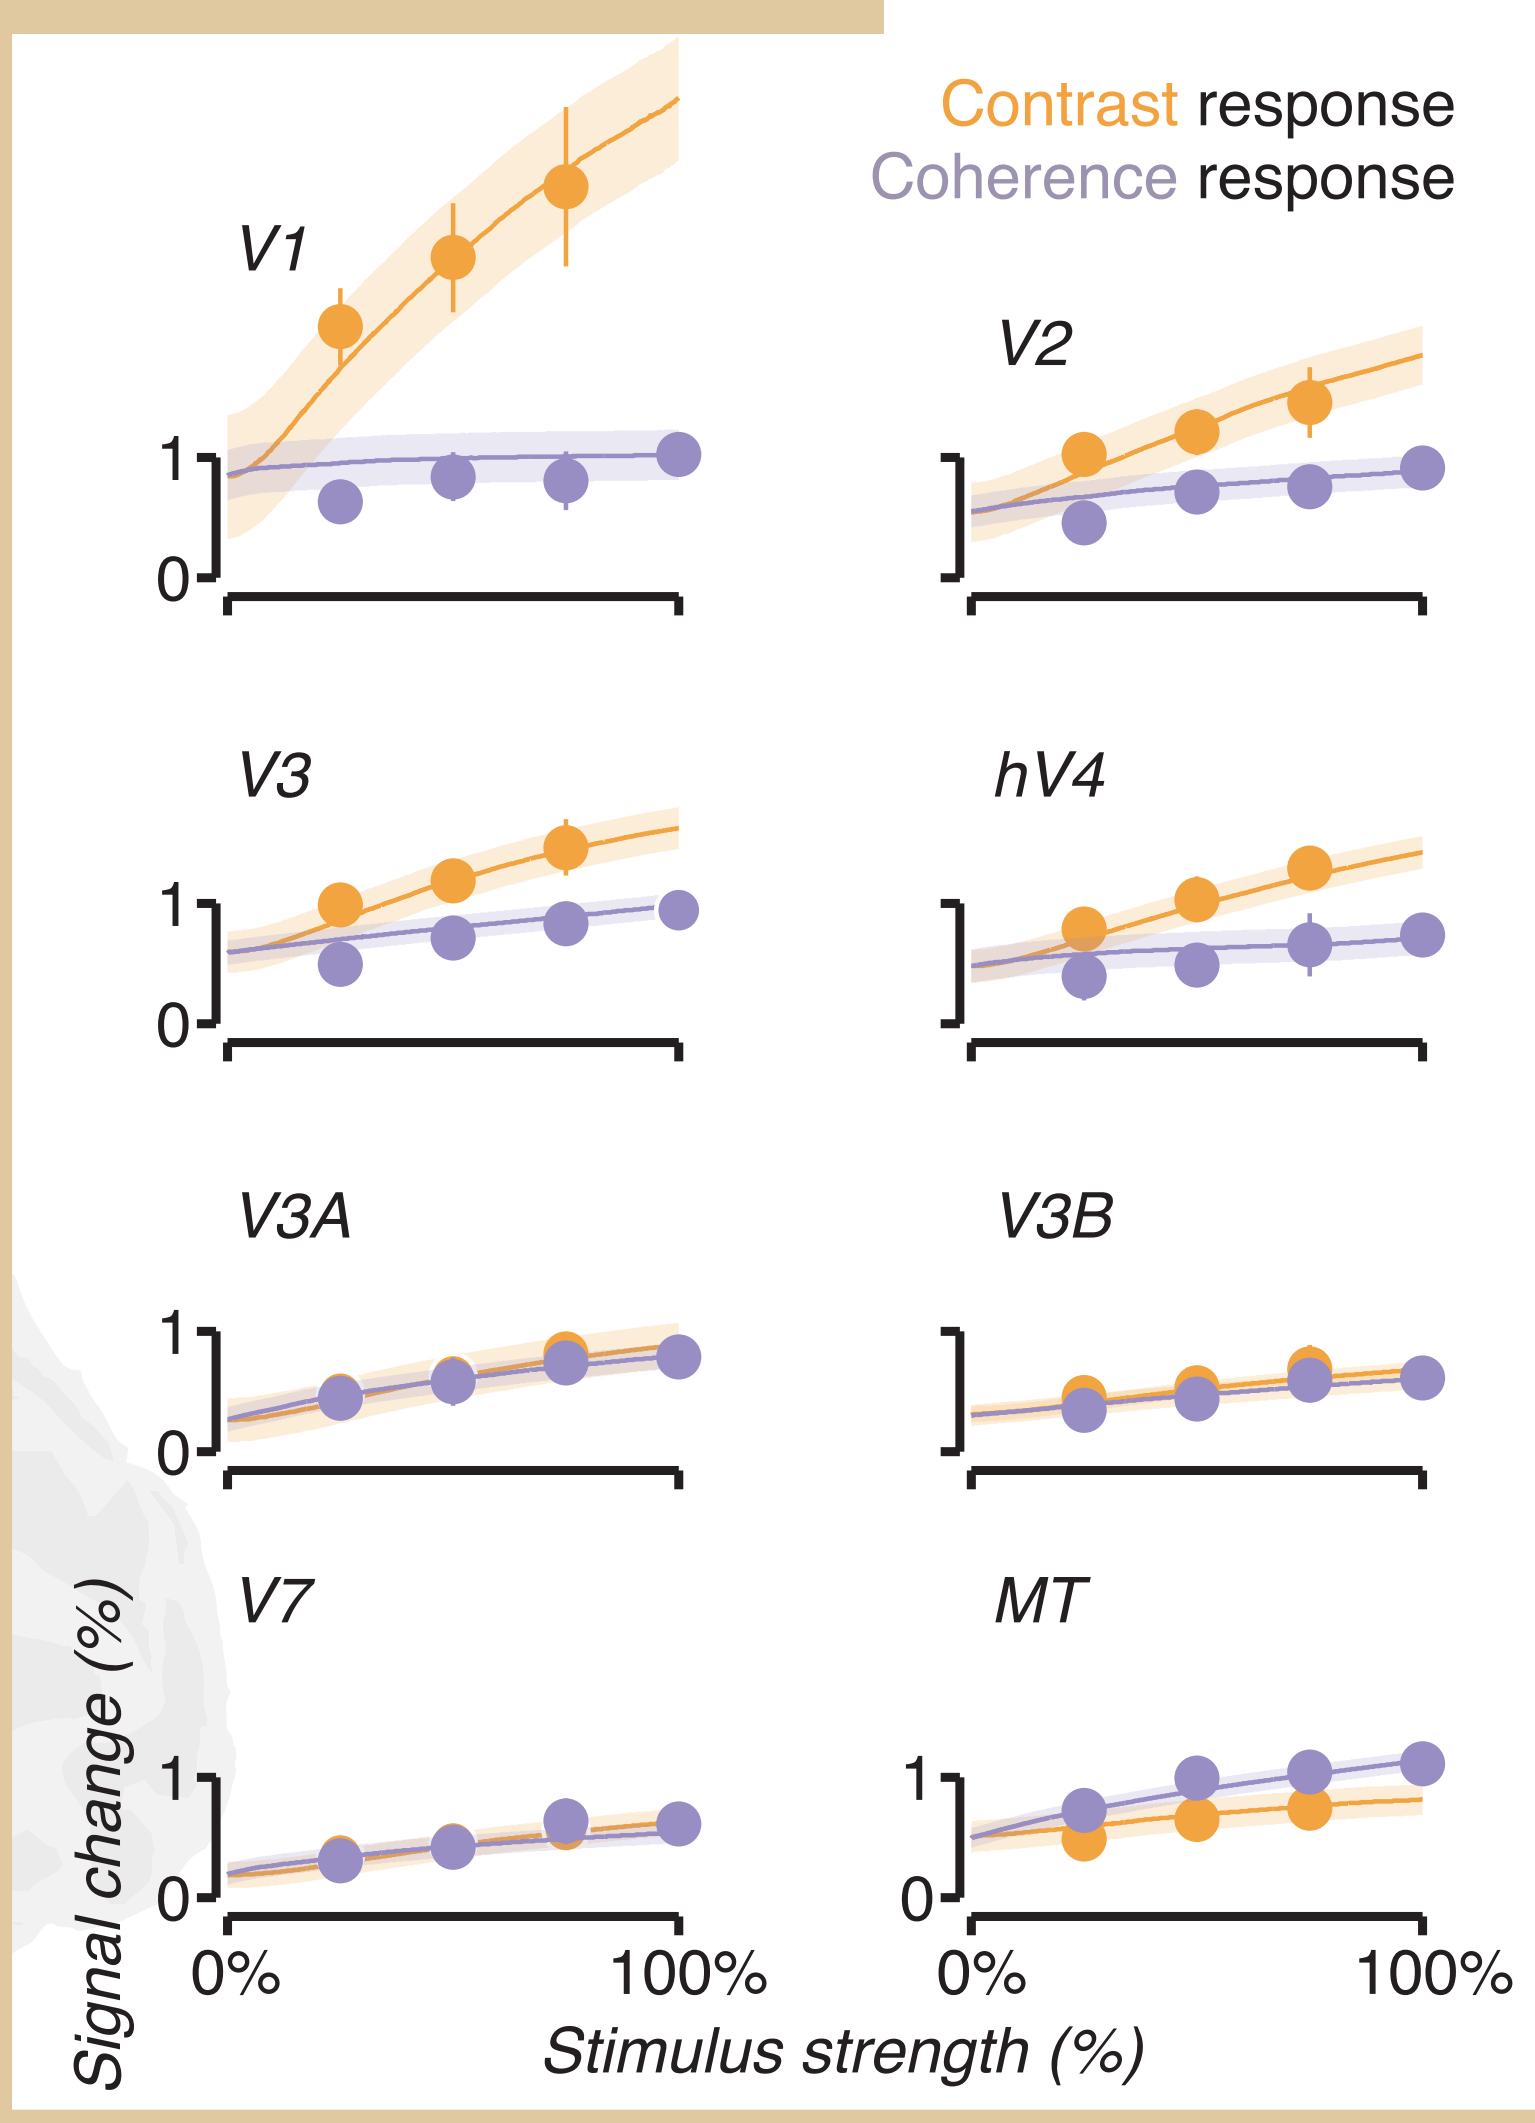 Contrast response
Coherence response
V1
1
0
V2
V3
1
0
hV4
V3A
1
0
V3B
V7
1
0
0%
100%
MT
1
0
0%
100%
Stimulus strength (%)
Signal change (%)